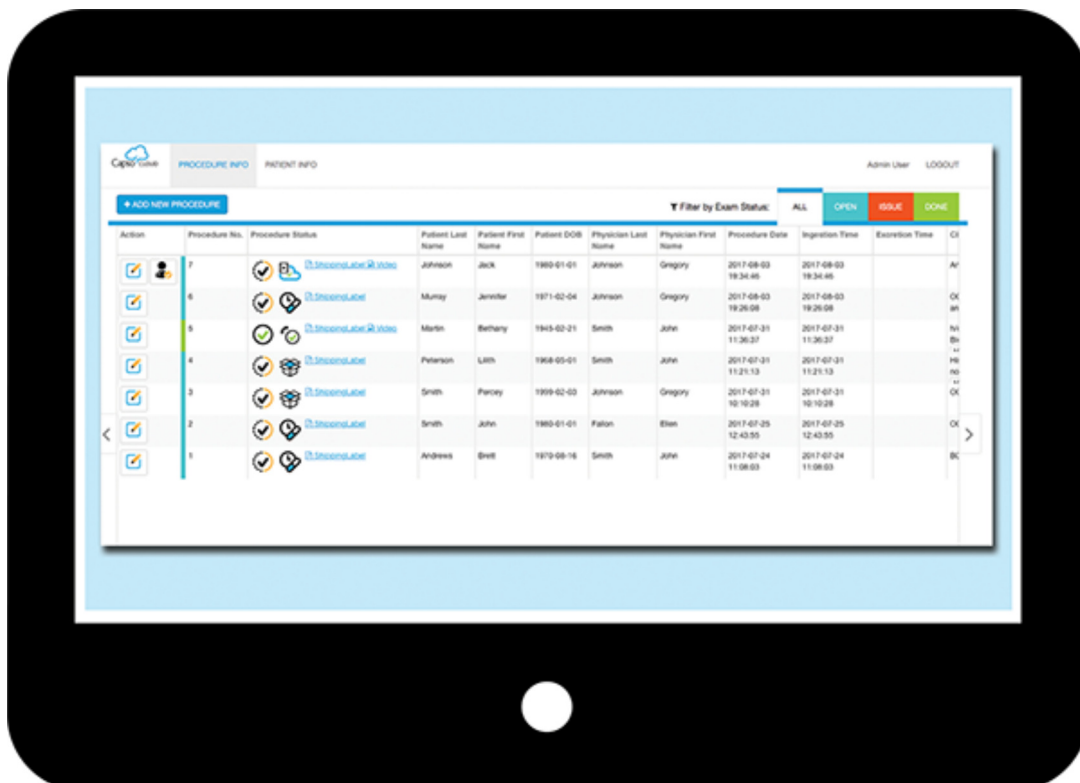 Capso CLOUD PROCEDURE INFO PATIENT INFO Admin User LOGOUT
+ ADD NEW PROCEDURE Filter by Exam Status: ALL OPEN ISSUE DONE
Action Procedure No. Procedure Status Patient Last Name Patient First Name Patient DOB Physician Last Name Physician First Name Procedure Date Ingestion Time Excretion Time
7 ShippingLabel Video Johnson Jack 1980-01-01 Johnson Gregory 2017-08-03 19:34:46 2017-08-03 19:34:46
6 ShippingLabel Murray Jennifer 1971-02-04 Johnson Gregory 2017-08-03 19:26:08 2017-08-03 19:26:08
5 ShippingLabel Video Martin Bethany 1945-02-21 Smith John 2017-07-31 11:36:37 2017-07-31 11:36:37
4 ShippingLabel Peterson Lilith 1968-05-01 Smith John 2017-07-31 11:21:13 2017-07-31 11:21:13
3 ShippingLabel Smith Percey 1999-02-03 Johnson Gregory 2017-07-31 10:10:28 2017-07-31 10:10:28
2 ShippingLabel Smith John 1980-01-01 Fallon Ellen 2017-07-25 12:43:55 2017-07-25 12:43:55
1 ShippingLabel Andrews Brett 1970-08-16 Smith John 2017-07-24 11:08:03 2017-07-24 11:08:03